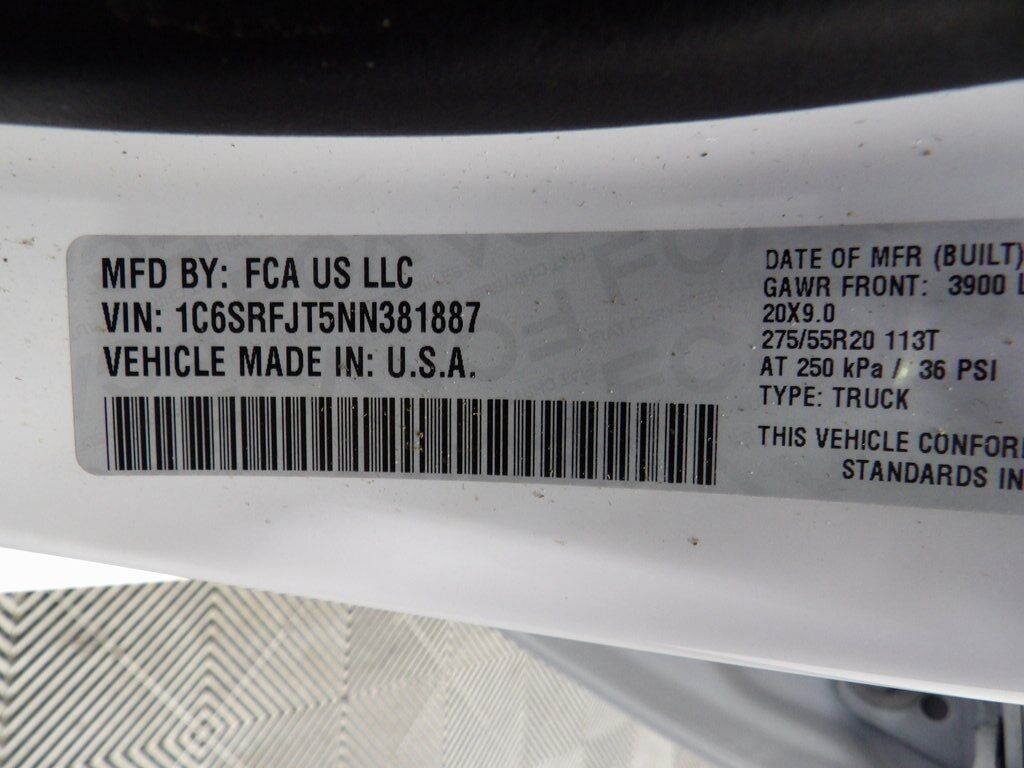 MFD BY: FCA US LLC
VIN: 1C6SRFJT5NN381887
VEHICLE MADE IN: U.S.A.
DATE OF MFR (BUILT)
GAWR FRONT: 3900 L
20X9.0
275/55R20 113T
AT 250 kPa / 36 PSI
TYPE: TRUCK
THIS VEHICLE CONFOR
STANDARDS IN